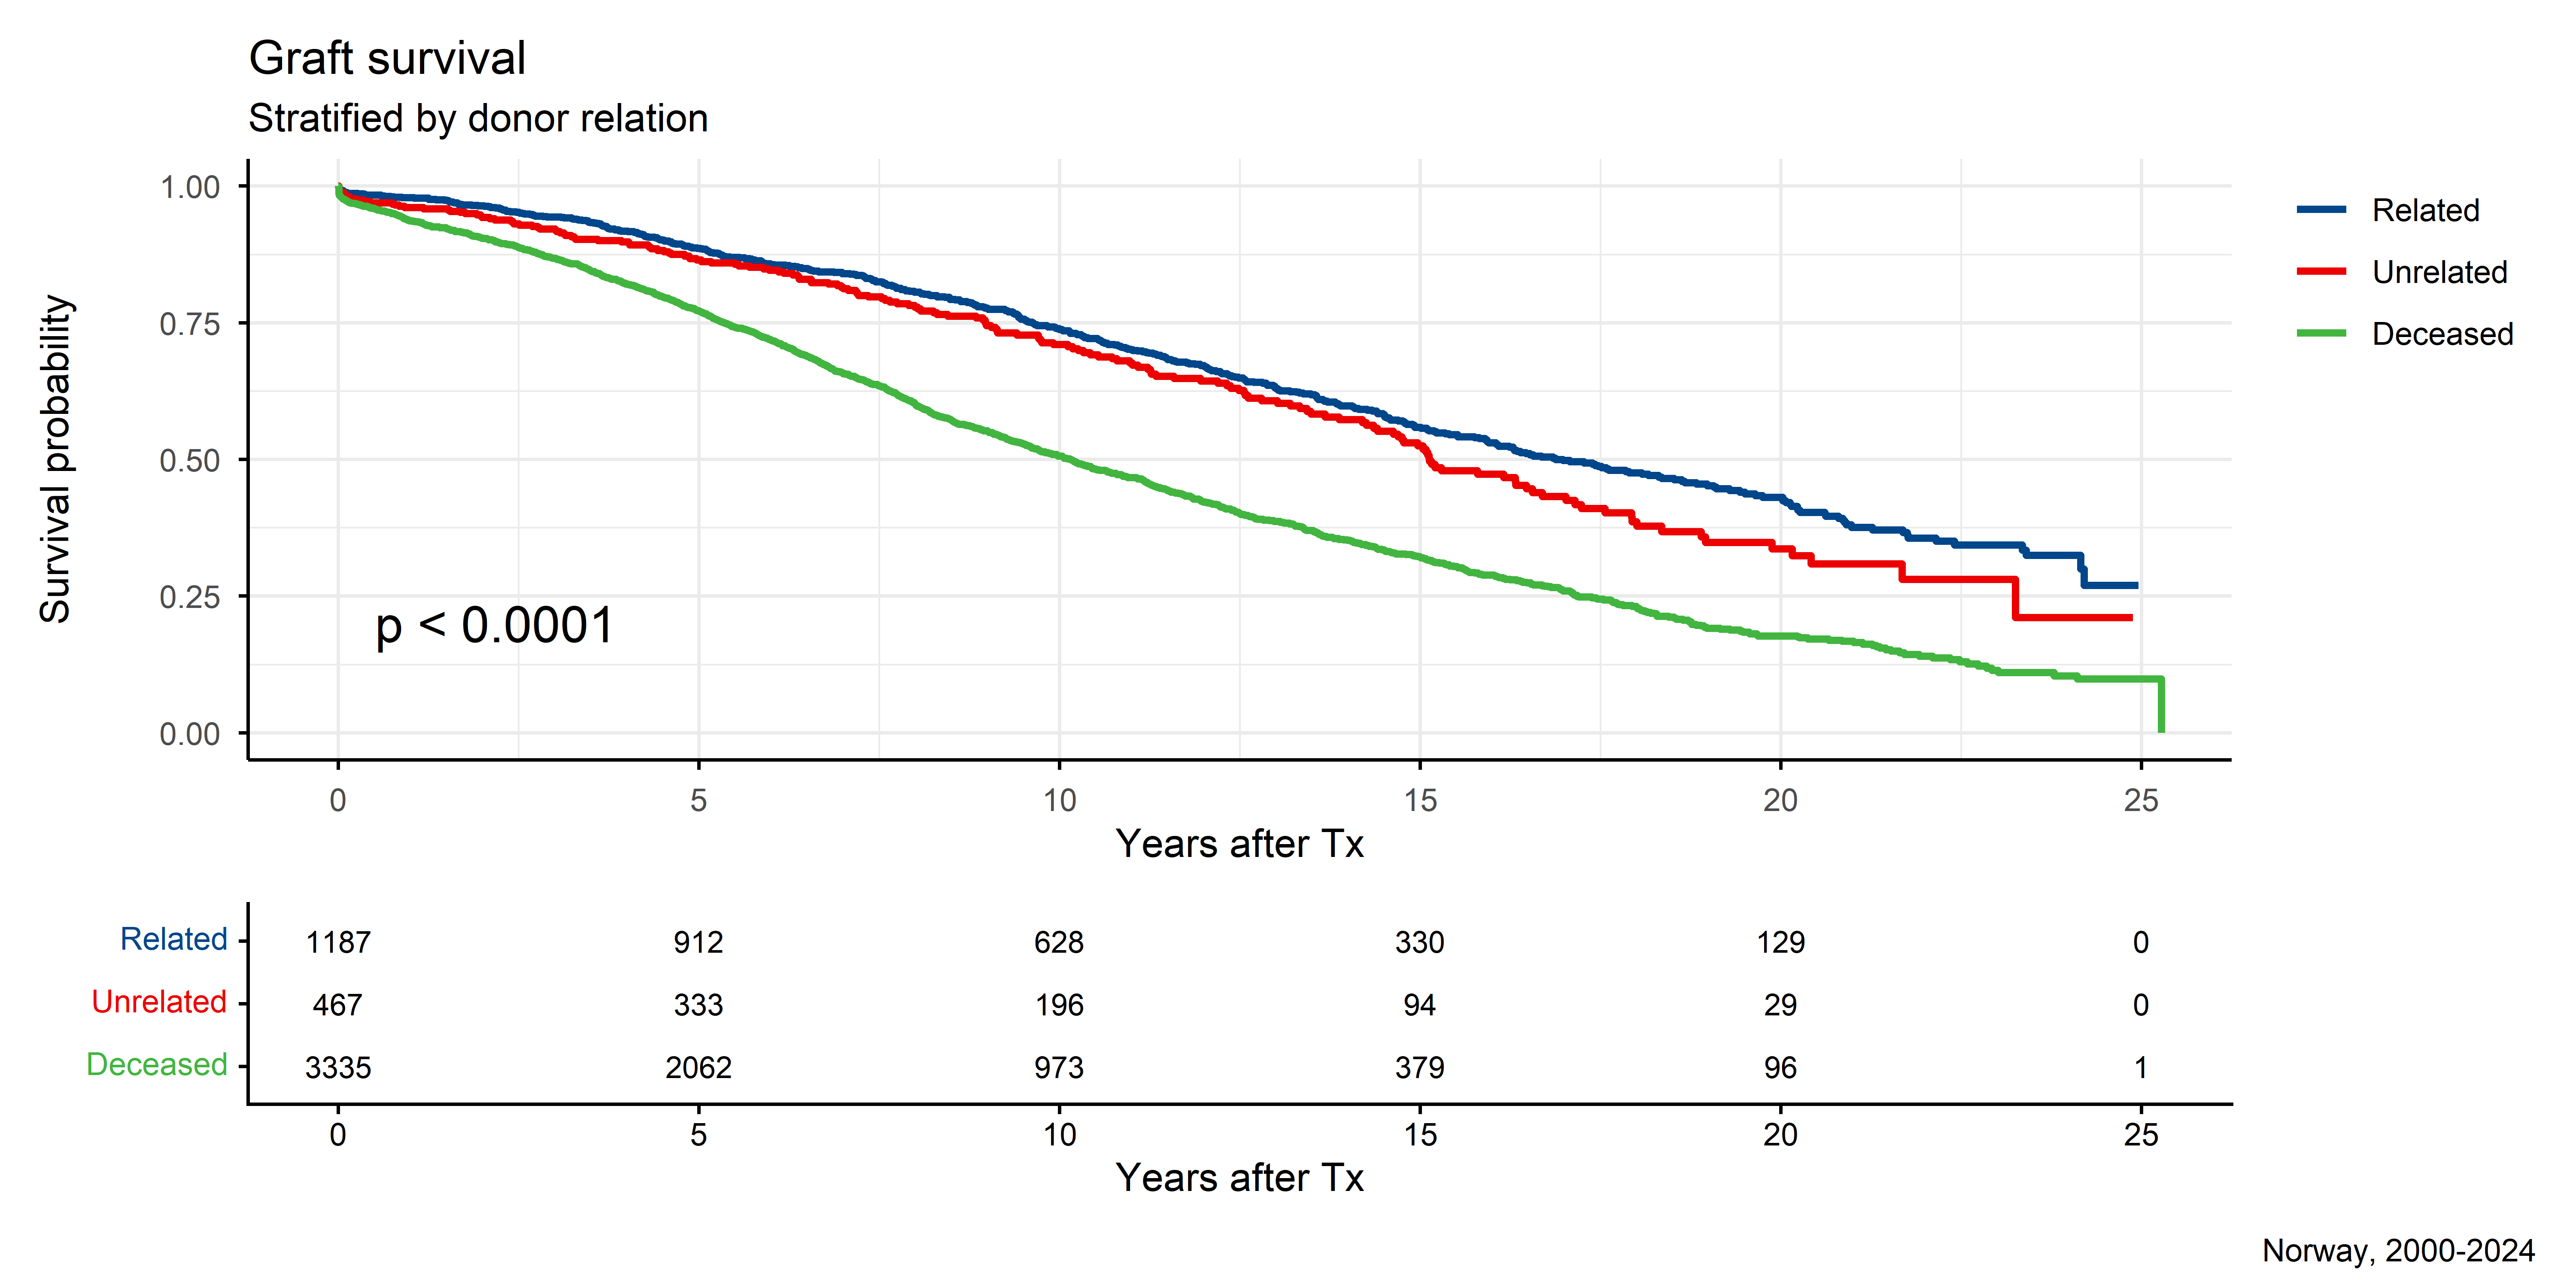 Graft survival
Stratified by donor relation
Survival probability
1.00
0.75
0.50
0.25
0.00
p < 0.0001
0 5 10 15 20 25
Years after Tx
Related
Unrelated
Deceased
Related 1187 912 628 330 129 0
Unrelated 467 333 196 94 29 0
Deceased 3335 2062 973 379 96 1
0 5 10 15 20 25
Years after Tx
Norway, 2000-2024